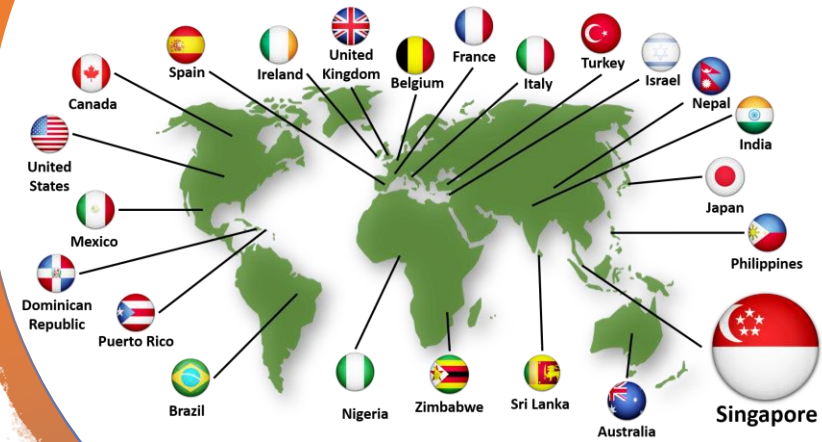 Canada
Spain
Ireland
United
Kingdom
Belgium
France
Italy
Turkey
Israel
Nepal
India
United
States
Mexico
Japan
Philippines
Dominican
Republic
Puerto Rico
Brazil
Nigeria
Zimbabwe
Sri Lanka
Australia
Singapore